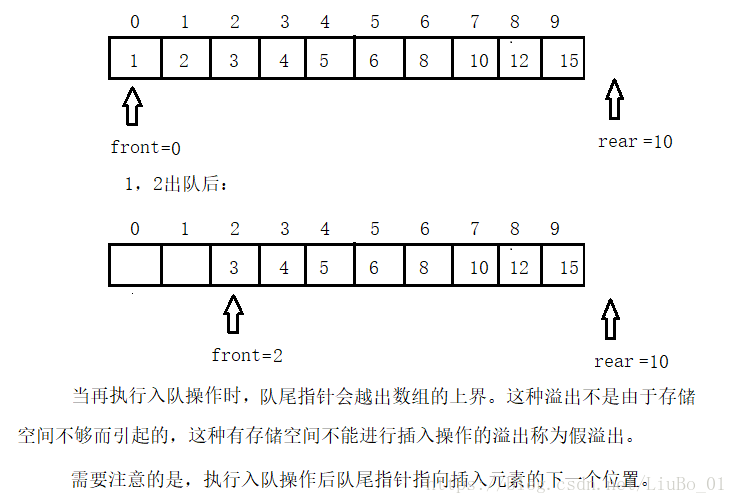 0 1 2 3 4 5 6 7 8 9
1 2 3 4 5 6 8 10 12 15
front=0
rear =10
1，2出队后：
0 1 2 3 4 5 6 7 8 9
3 4 5 6 8 10 12 15
front=2
rear =10
当再执行入队操作时，队尾指针会越出数组的上界。这种溢出不是由于存储
空间不够而引起的，这种有存储空间不能进行插入操作的溢出称为假溢出。
需要注意的是，执行入队操作后队尾指针指向插入元素的下一个位置。
LiuBo_01